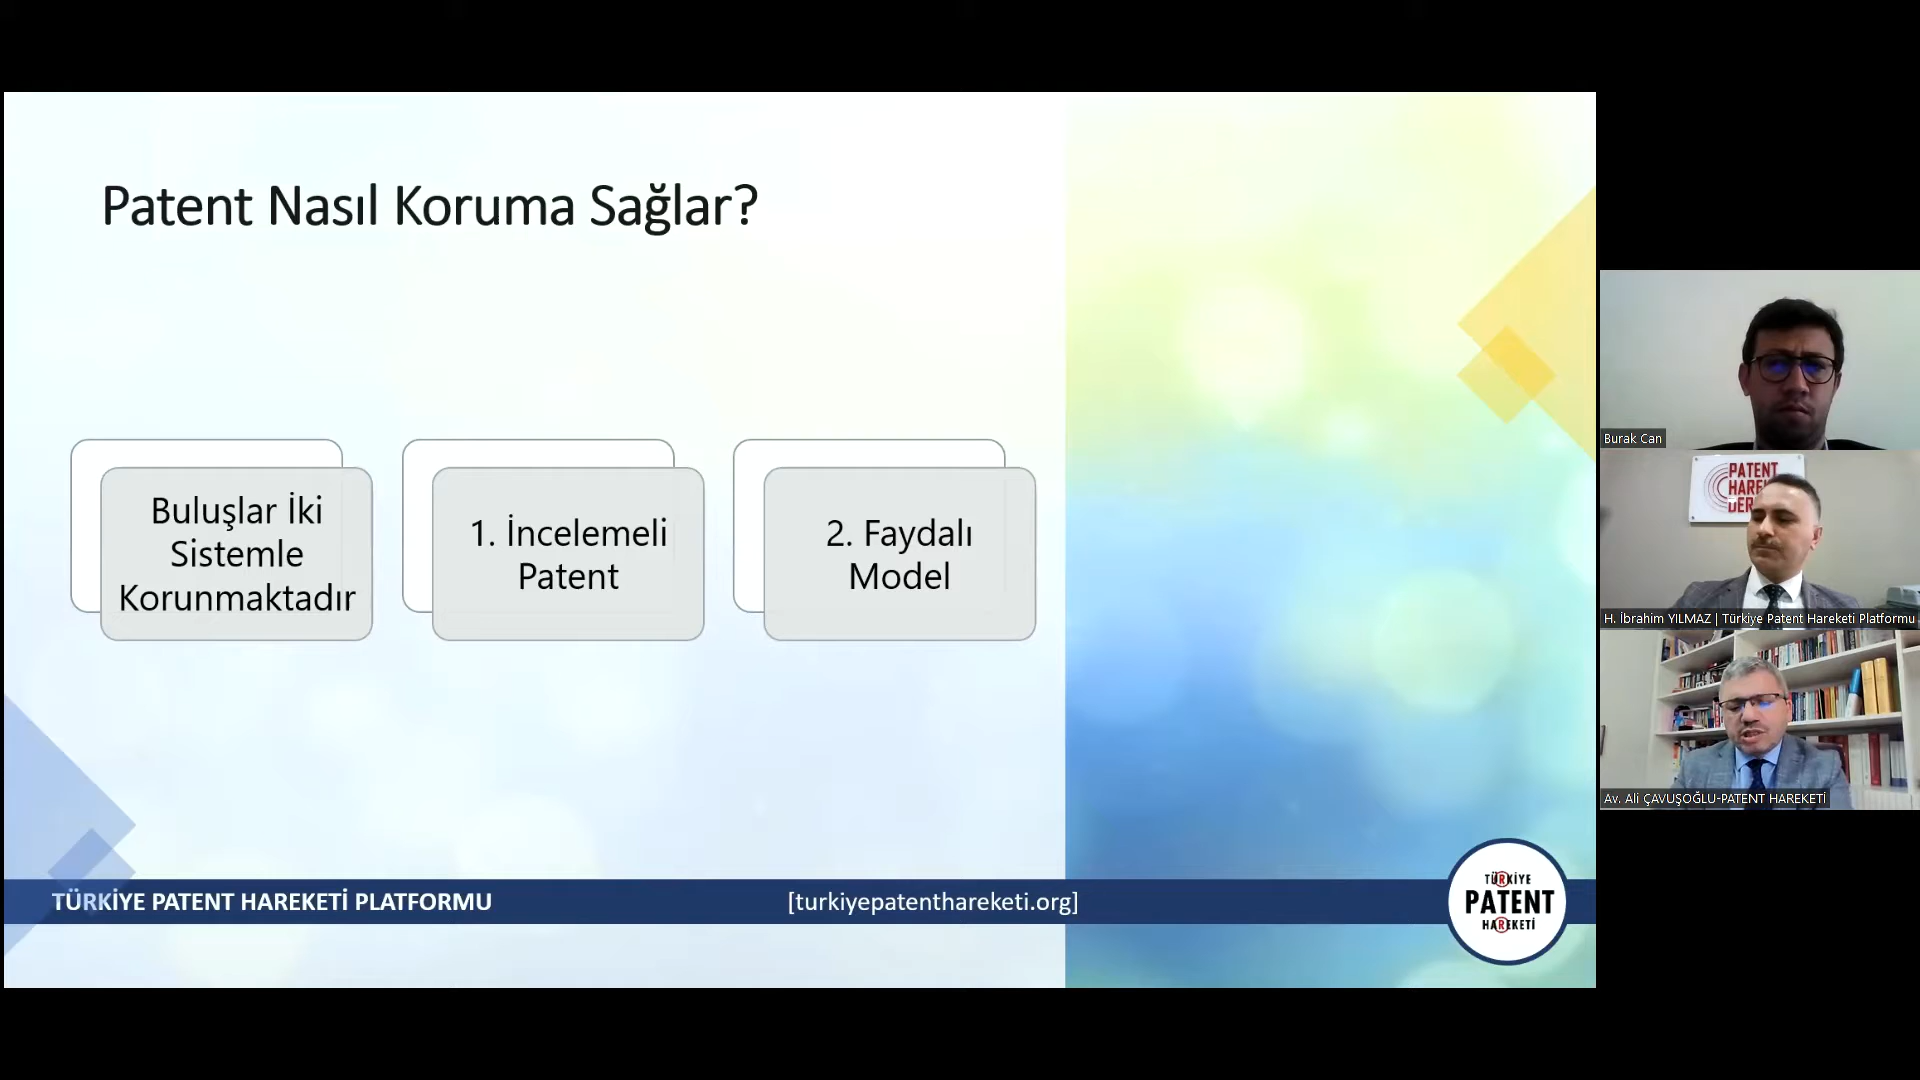 Patent Nasıl Koruma Sağlar?
Buluşlar İki
Sistemle
Korunmaktadır
1. İncelemeli
Patent
2. Faydalı
Model
TÜRKİYE PATENT HAREKETİ PLATFORMU
[turkiyepatenthareketi.org]
TÜRKİYE
PATENT
HAREKETİ
Burak Can
PATENT
H. İbrahim YILMAZ | Türkiye Patent Hareketi Platformu
Av. Ali ÇAVUŞOĞLU-PATENT HAREKETİ